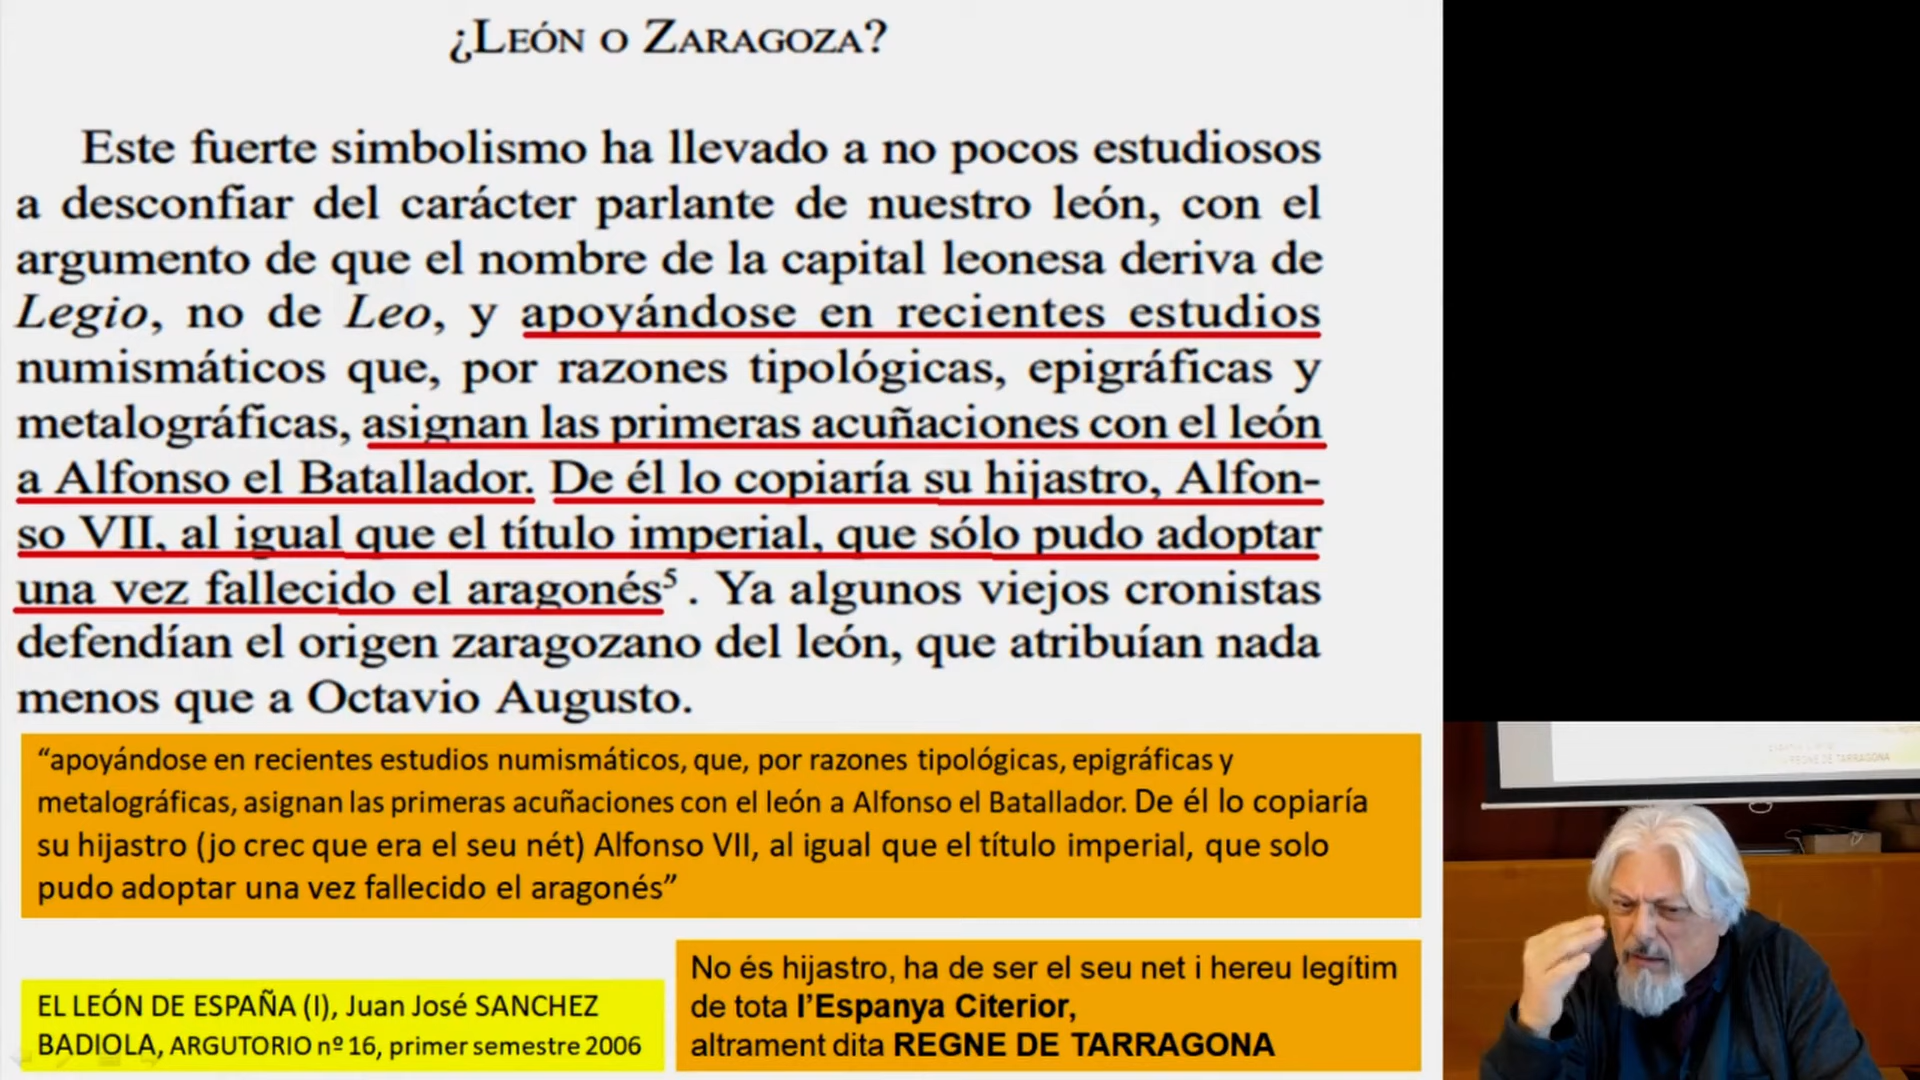 ¿LEÓN O ZARAGOZA?
Este fuerte simbolismo ha llevado a no pocos estudiosos
a desconfiar del carácter parlante de nuestro león, con el
argumento de que el nombre de la capital leonesa deriva de
Legio, no de Leo, y apoyándose en recientes estudios
numismáticos que, por razones tipológicas, epigráficas y
metalográficas, asignan las primeras acuñaciones con el león
a Alfonso el Batallador. De él lo copiaría su hijastro, Alfon-
so VII, al igual que el título imperial, que sólo pudo adoptar
una vez fallecido el aragonés⁵. Ya algunos viejos cronistas
defendían el origen zaragozano del león, que atribuían nada
menos que a Octavio Augusto.
“apoyándose en recientes estudios numismáticos, que, por razones tipológicas, epigráficas y
metalográficas, asignan las primeras acuñaciones con el león a Alfonso el Batallador. De él lo copiaría
su hijastro (jo crec que era el seu nét) Alfonso VII, al igual que el título imperial, que solo
pudo adoptar una vez fallecido el aragonés”
No és hijastro, ha de ser el seu net i hereu legítim
de tota l’Espanya Citerior,
altrament dita REGNE DE TARRAGONA
EL LEÓN DE ESPAÑA (I), Juan José SANCHEZ
BADIOLA, ARGUTORIO nº 16, primer semestre 2006
REGNE DE TARRAGONA